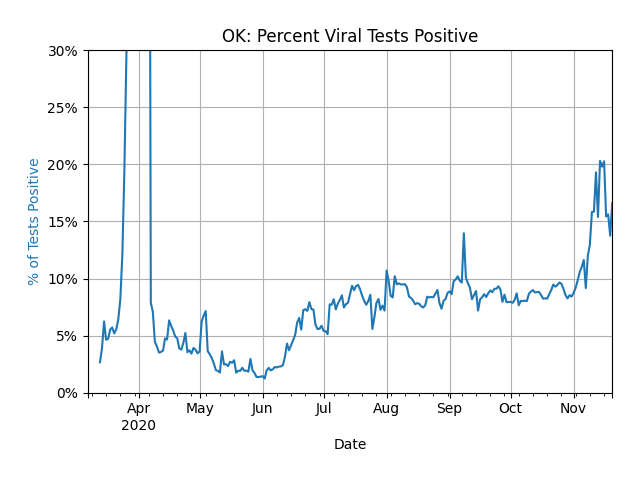 OK: Percent Viral Tests Positive
30%
25%
20%
15%
10%
5%
0%
% of Tests Positive
Apr May Jun Jul Aug Sep Oct Nov
2020
Date